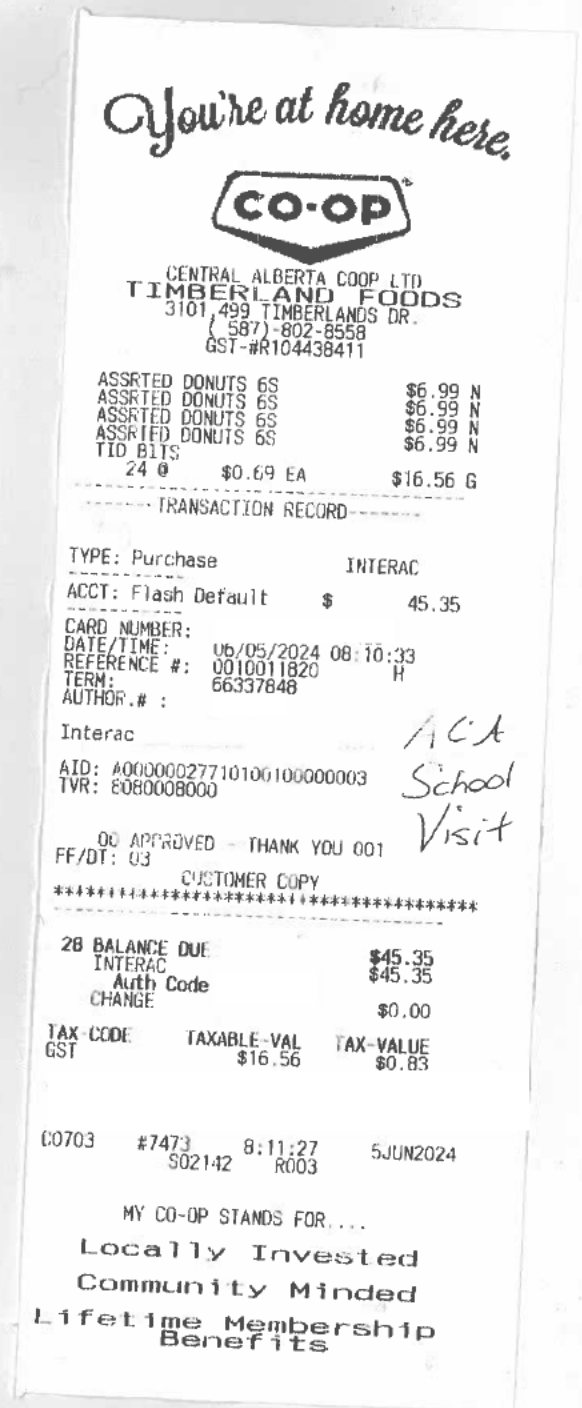 You're at home here.
CO-OP
CENTRAL ALBERTA COOP LTD
TIMBERLAND FOODS
3101,499 TIMBERLANDS DR.
( 587)-802-8558
GST-#R104438411
ASSRTED DONUTS 6S $6.99 N
ASSRTED DONUTS 6S $6.99 N
ASSRTED DONUTS 6S $6.99 N
ASSRTED DONUTS 6S $6.99 N
TID BITS
24 @ $0.69 EA $16.56 G
-------TRANSACTION RECORD-------
TYPE: Purchase INTERAC
ACCT: Flash Default $ 45.35
CARD NUMBER:
DATE/TIME: 06/05/2024 08:10:33
REFERENCE #: 0010011820 H
TERM: 66337848
AUTHOR.# :
Interac
ACA
School
Visit
AID: A0000002771010010000000003
TVR: 8080008000
00 APPROVED - THANK YOU 001
FF/DT: 03
CUSTOMER COPY
********************************************
28 BALANCE DUE $45.35
INTERAC $45.35
Auth Code
CHANGE $0.00
TAX-CODE TAXABLE-VAL TAX-VALUE
GST $16.56 $0.83
C0703 #7473 8:11:27 5JUN2024
S02142 R003
MY CO-OP STANDS FOR....
Locally Invested
Community Minded
Lifetime Membership
Benefits